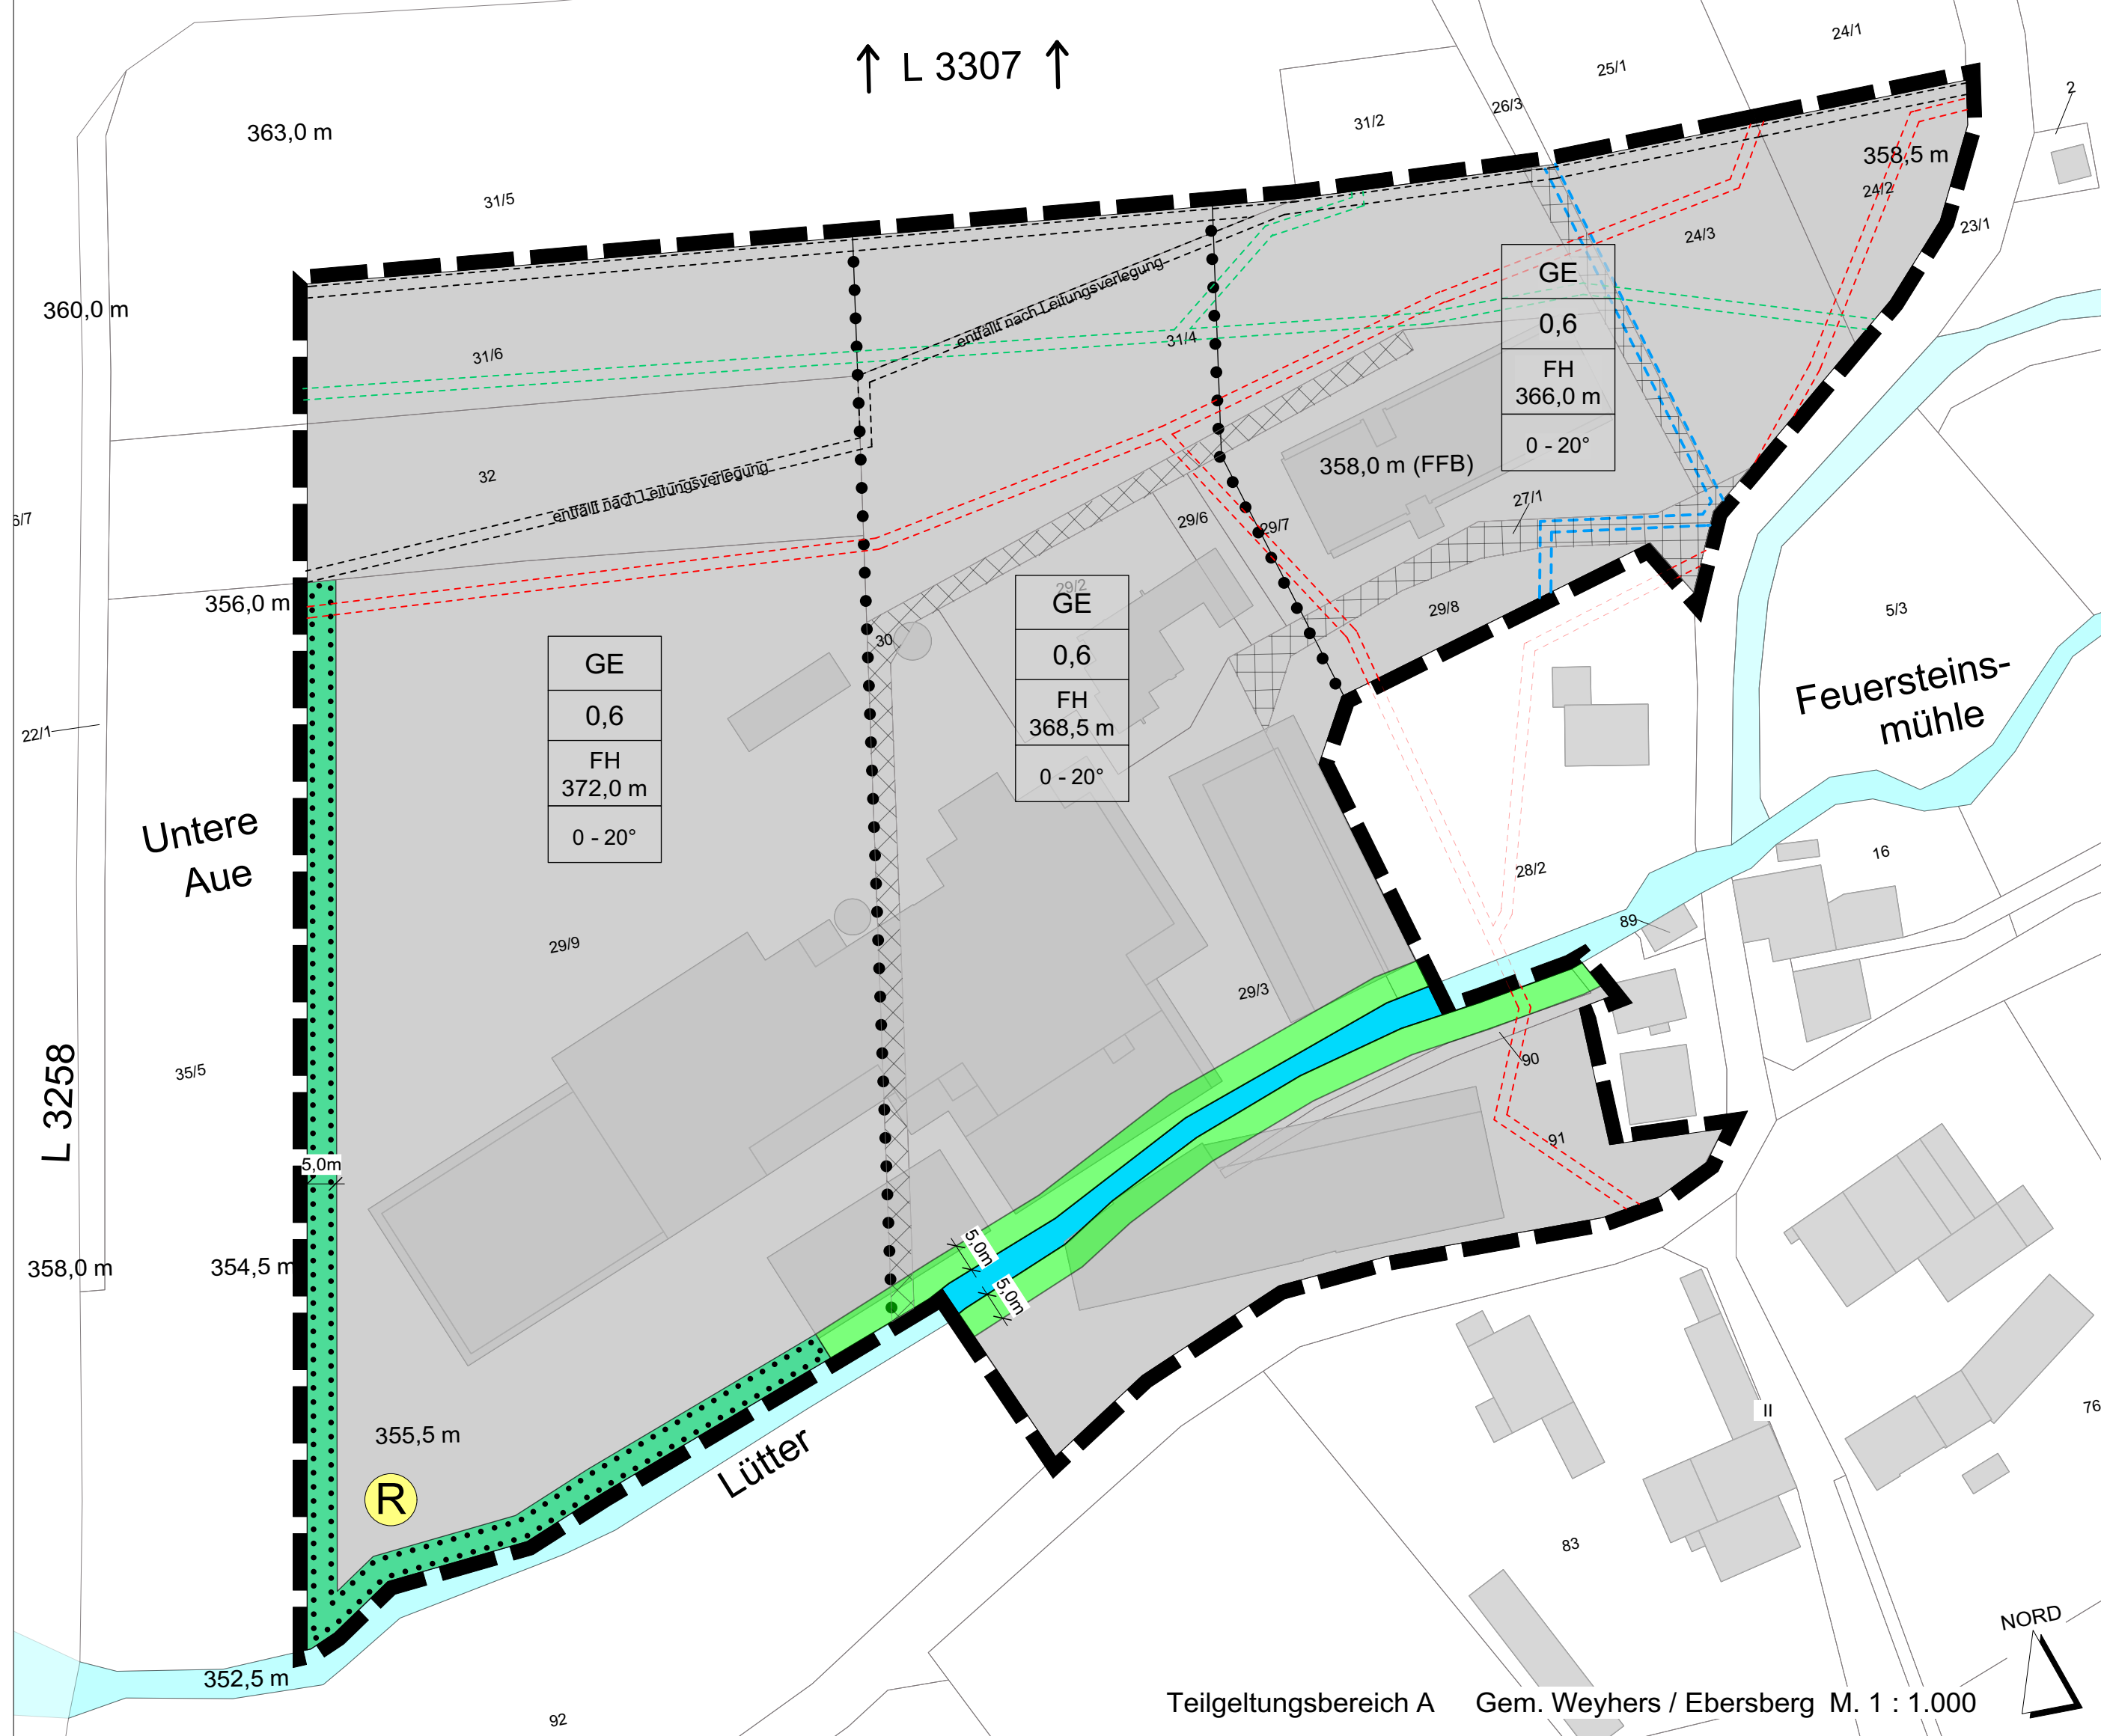 24/1
↑ L 3307 ↑
25/1
2
26/3
31/2
363,0 m
358,5 m
24/2
31/5
23/1
24/3
GE
0,6
FH
366,0 m
0 - 20°
entfällt nach Leitungsverlegung
360,0 m
31/4
31/6
358,0 m (FFB)
32
entfällt nach Leitungsverlegung
27/1
6/7
29/6
29/7
29/2
356,0 m
GE
0,6
FH
368,5 m
0 - 20°
29/8
5/3
30
GE
0,6
FH
372,0 m
0 - 20°
Feuersteins-
mühle
22/1
Untere
Aue
28/2
16
89
29/9
29/3
90
35/5
L 3258
91
5,0m
5,0m
5,0m
358,0 m
354,5 m
II
76
355,5 m
Lütter
R
83
NORD
352,5 m
92
Teilgeltungsbereich A Gem. Weyhers / Ebersberg M. 1 : 1.000